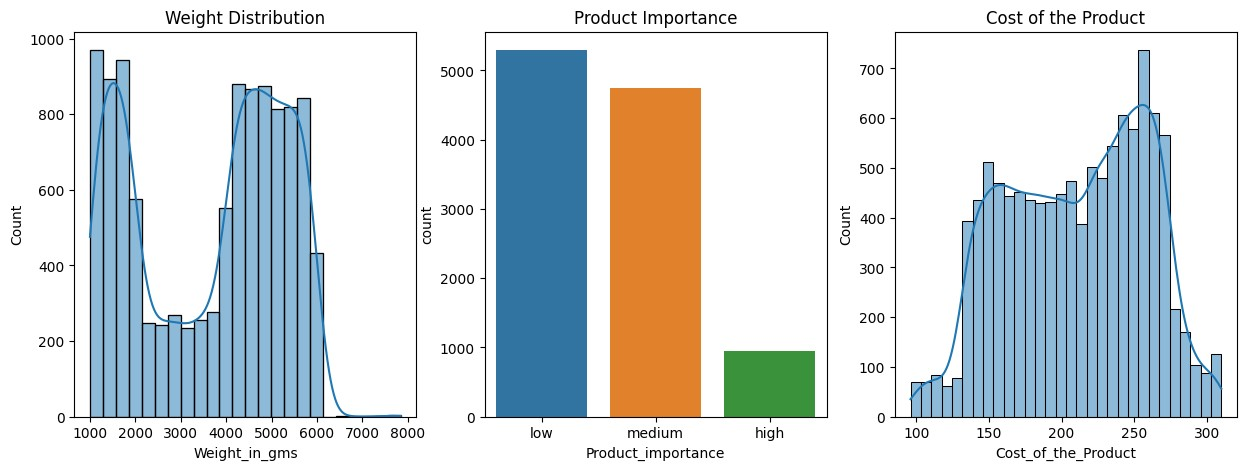 Weight Distribution
1000
800
600
400
200
0
Count
1000 2000 3000 4000 5000 6000 7000 8000
Weight_in_gms
Product Importance
5000
4000
3000
2000
1000
0
count
low medium high
Product_importance
Cost of the Product
700
600
500
400
300
200
100
0
Count
100 150 200 250 300
Cost_of_the_Product